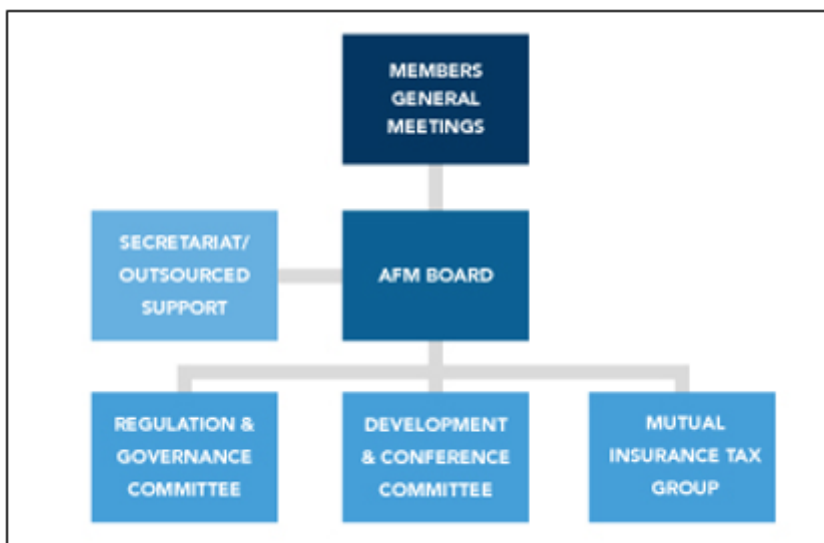 MEMBERS
GENERAL
MEETINGS
SECRETARIAT/
OUTSOURCED
SUPPORT
AFM BOARD
REGULATION &
GOVERNANCE
COMMITTEE
DEVELOPMENT
& CONFERENCE
COMMITTEE
MUTUAL
INSURANCE TAX
GROUP